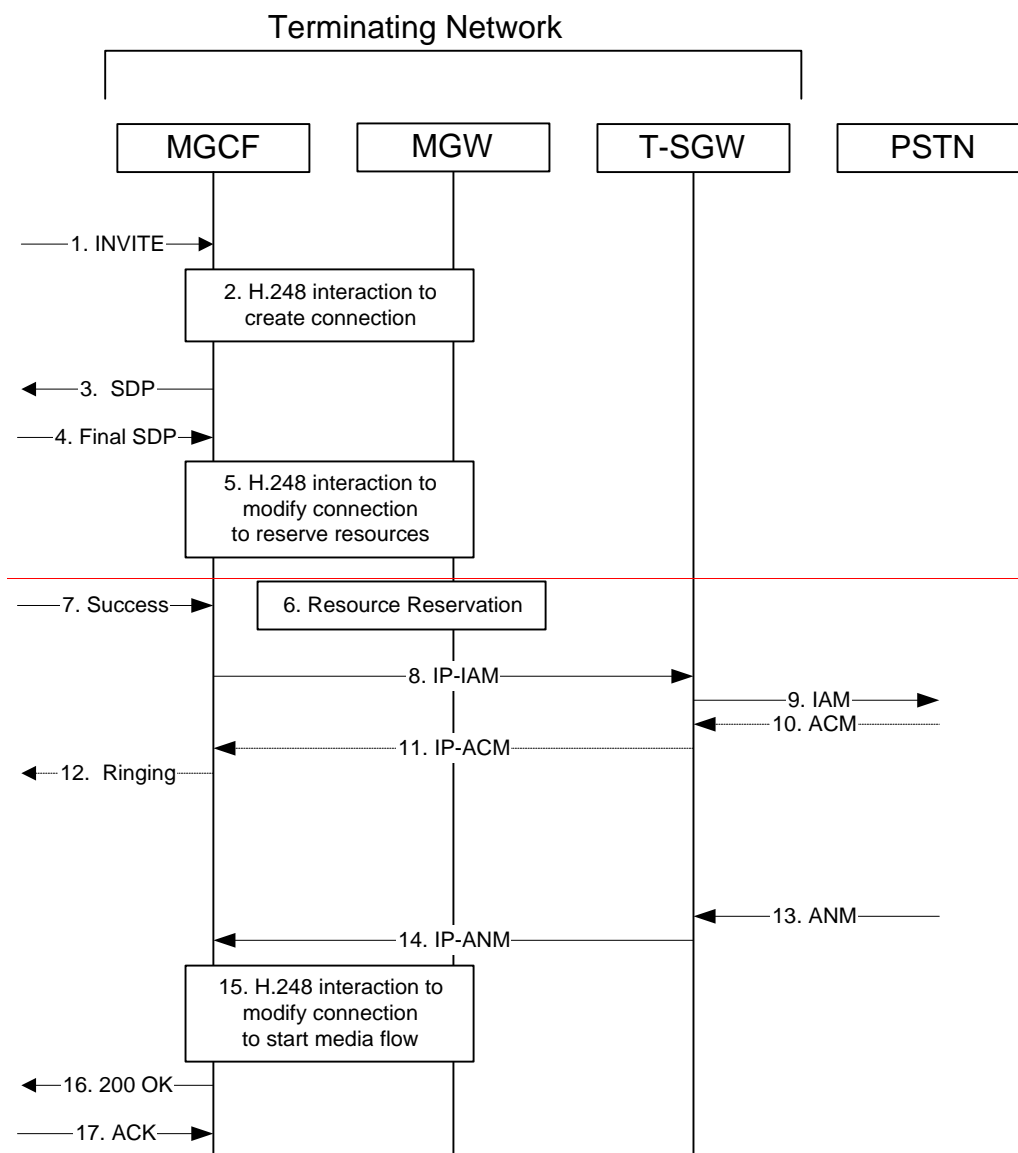 Terminating Network
MGCF
MGW
T-SGW
PSTN
1. INVITE
2. H.248 interaction to
create connection
3. SDP
4. Final SDP
5. H.248 interaction to
modify connection
to reserve resources
7. Success
6. Resource Reservation
8. IP-IAM
9. IAM
10. ACM
11. IP-ACM
12. Ringing
13. ANM
14. IP-ANM
15. H.248 interaction to
modify connection
to start media flow
16. 200 OK
17. ACK